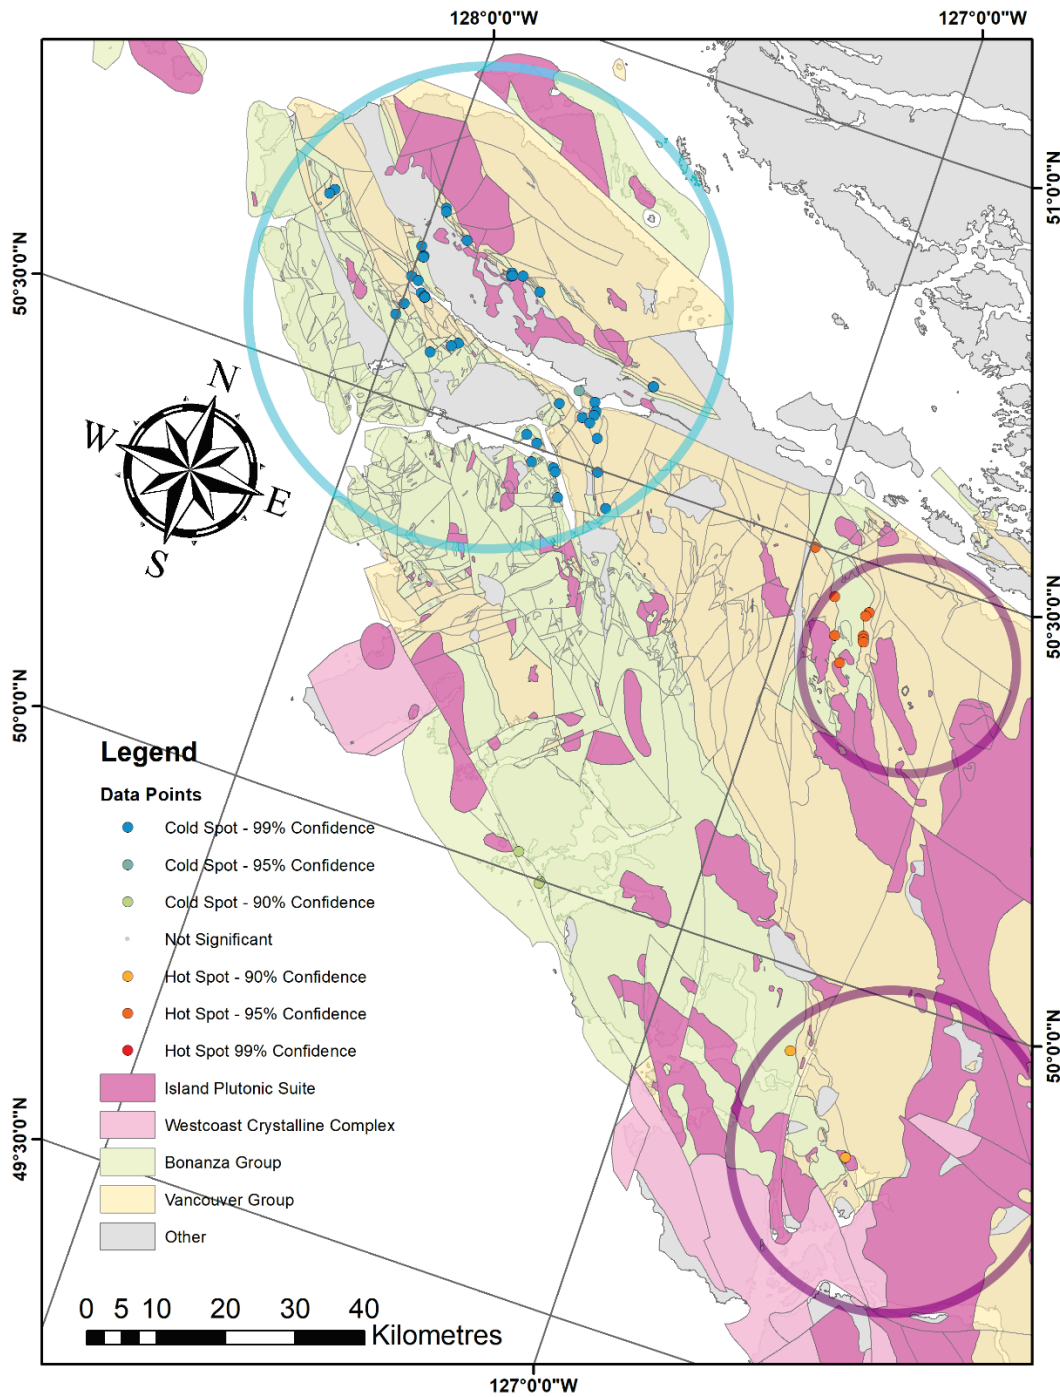 128°0'0"W
127°0'0"W
51°0'0"N
50°30'0"N
N
W
E
S
50°30'0"N
50°0'0"N
Legend
Data Points
Cold Spot - 99% Confidence
Cold Spot - 95% Confidence
Cold Spot - 90% Confidence
Not Significant
Hot Spot - 90% Confidence
Hot Spot - 95% Confidence
Hot Spot 99% Confidence
Island Plutonic Suite
Westcoast Crystalline Complex
Bonanza Group
Vancouver Group
Other
50°0'0"N
49°30'0"N
0 5 10 20 30 40
Kilometres
127°0'0"W